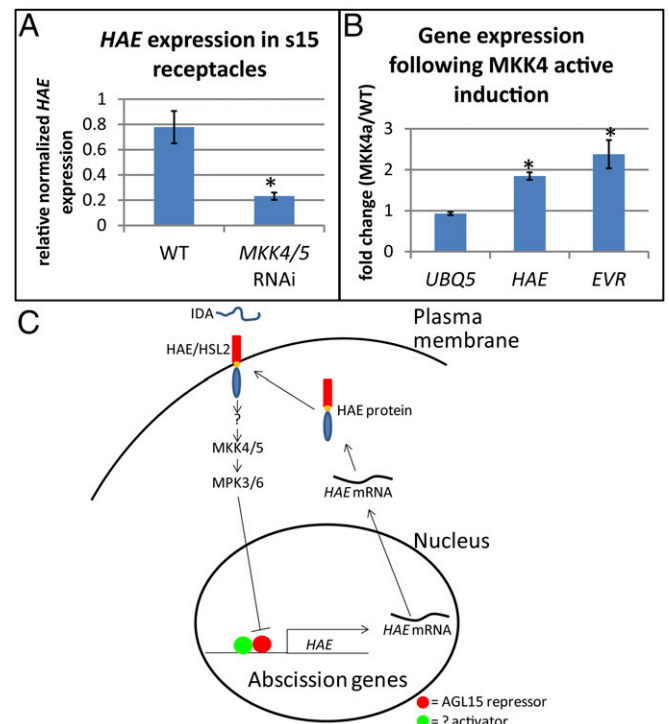 A
HAE expression in s15
receptacles
relative normalized HAE
expression
1
0.8
0.6
0.4
0.2
0
*
WT
MKK4/5
RNAi
B
Gene expression
following MKK4 active
induction
fold change (MKK4a/WT)
3
2
1
0
*
*
UBQ5
HAE
EVR
C
IDA
Plasma
membrane
HAE/HSL2
HAE protein
?
MKK4/5
MPK3/6
HAE mRNA
Nucleus
HAE mRNA
HAE
Abscission genes
= AGL15 repressor
= ? activator